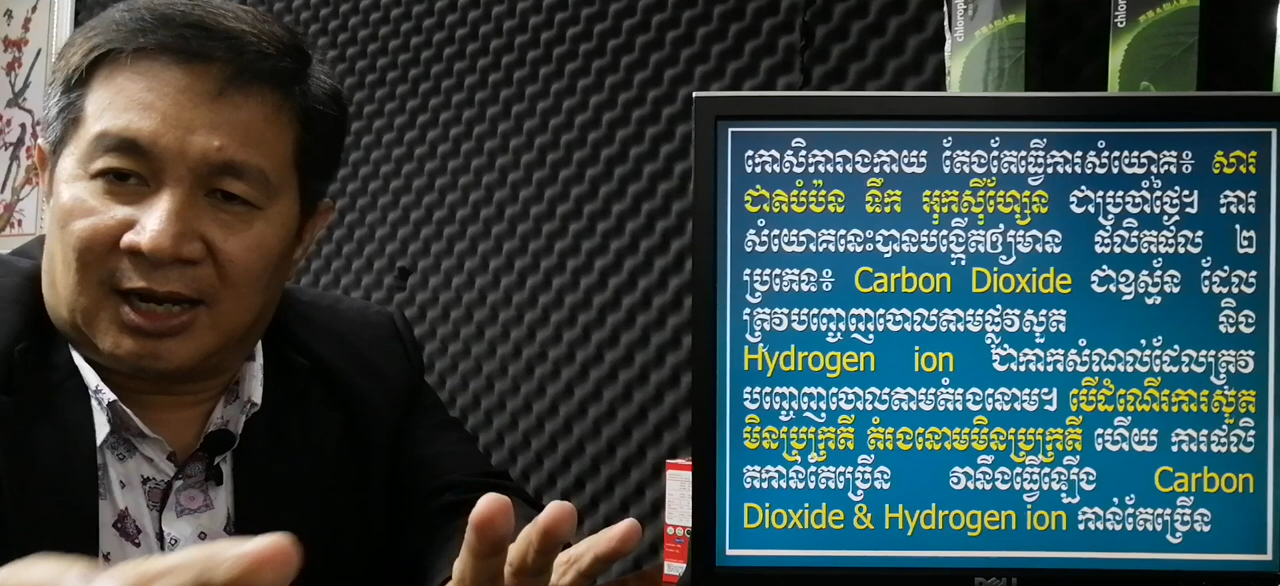 chloroph
chlorop
កោសិការាងកាយ តែងតែធ្វើការសំយោគ៖ សារ
ជាតិបំប៉ន ទឹក អុកស៊ីហ្សែន ជាប្រចាំថ្ងៃ។ ការ
សំយោគនេះបានបង្កើតឲ្យមាន ផលិតផល ២
ប្រភេទ៖ Carbon Dioxide ជាឧស្ម័ន ដែល
ត្រូវបញ្ចេញចោលតាមផ្លូវសួត និង
Hydrogen ion ជាកាកសំណល់ដែលត្រូវ
បញ្ចេញចោលតាមតំរងនោម។ បើដំណើរការសួត
មិនប្រក្រតី តំរងនោមមិនប្រក្រតី ហើយ ការផលិ
តកាន់តែច្រើន វានឹងធ្វើឡើង Carbon
Dioxide & Hydrogen ion កាន់តែច្រើន